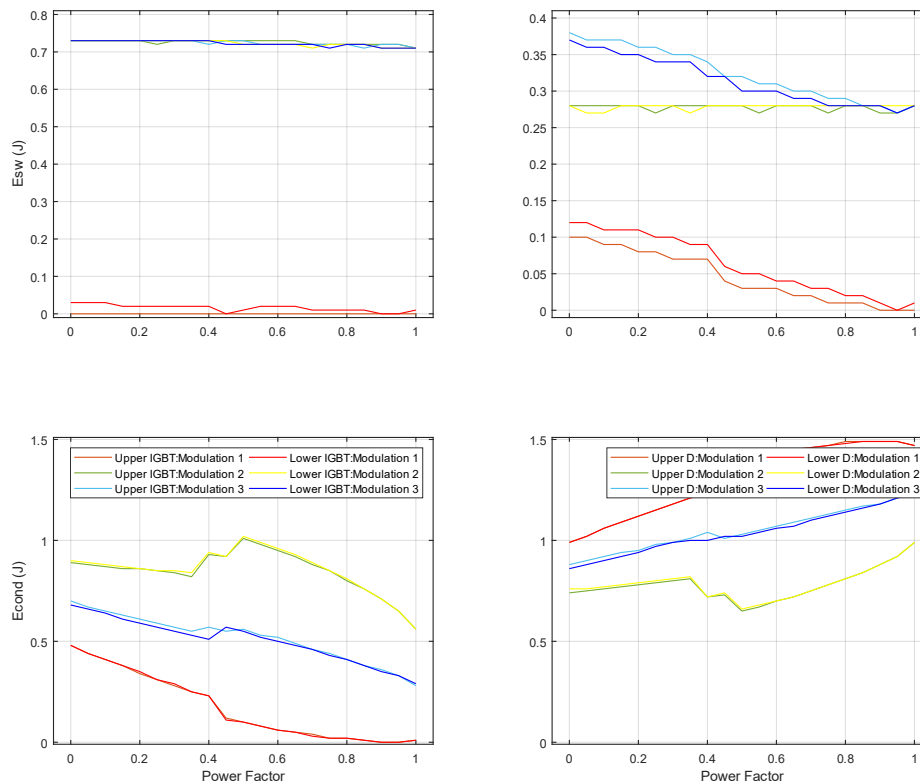 0.8
0.7
0.6
0.5
0.4
0.3
0.2
0.1
0
Esw (J)
0 0.2 0.4 0.6 0.8 1
0.4
0.35
0.3
0.25
0.2
0.15
0.1
0.05
0
0 0.2 0.4 0.6 0.8 1
1.5
1
0.5
0
Econd (J)
Upper IGBT:Modulation 1 Lower IGBT:Modulation 1
Upper IGBT:Modulation 2 Lower IGBT:Modulation 2
Upper IGBT:Modulation 3 Lower IGBT:Modulation 3
0 0.2 0.4 0.6 0.8 1
Power Factor
1.5
1
0.5
0
Upper D:Modulation 1 Lower D:Modulation 1
Upper D:Modulation 2 Lower D:Modulation 2
Upper D:Modulation 3 Lower D:Modulation 3
0 0.2 0.4 0.6 0.8 1
Power Factor